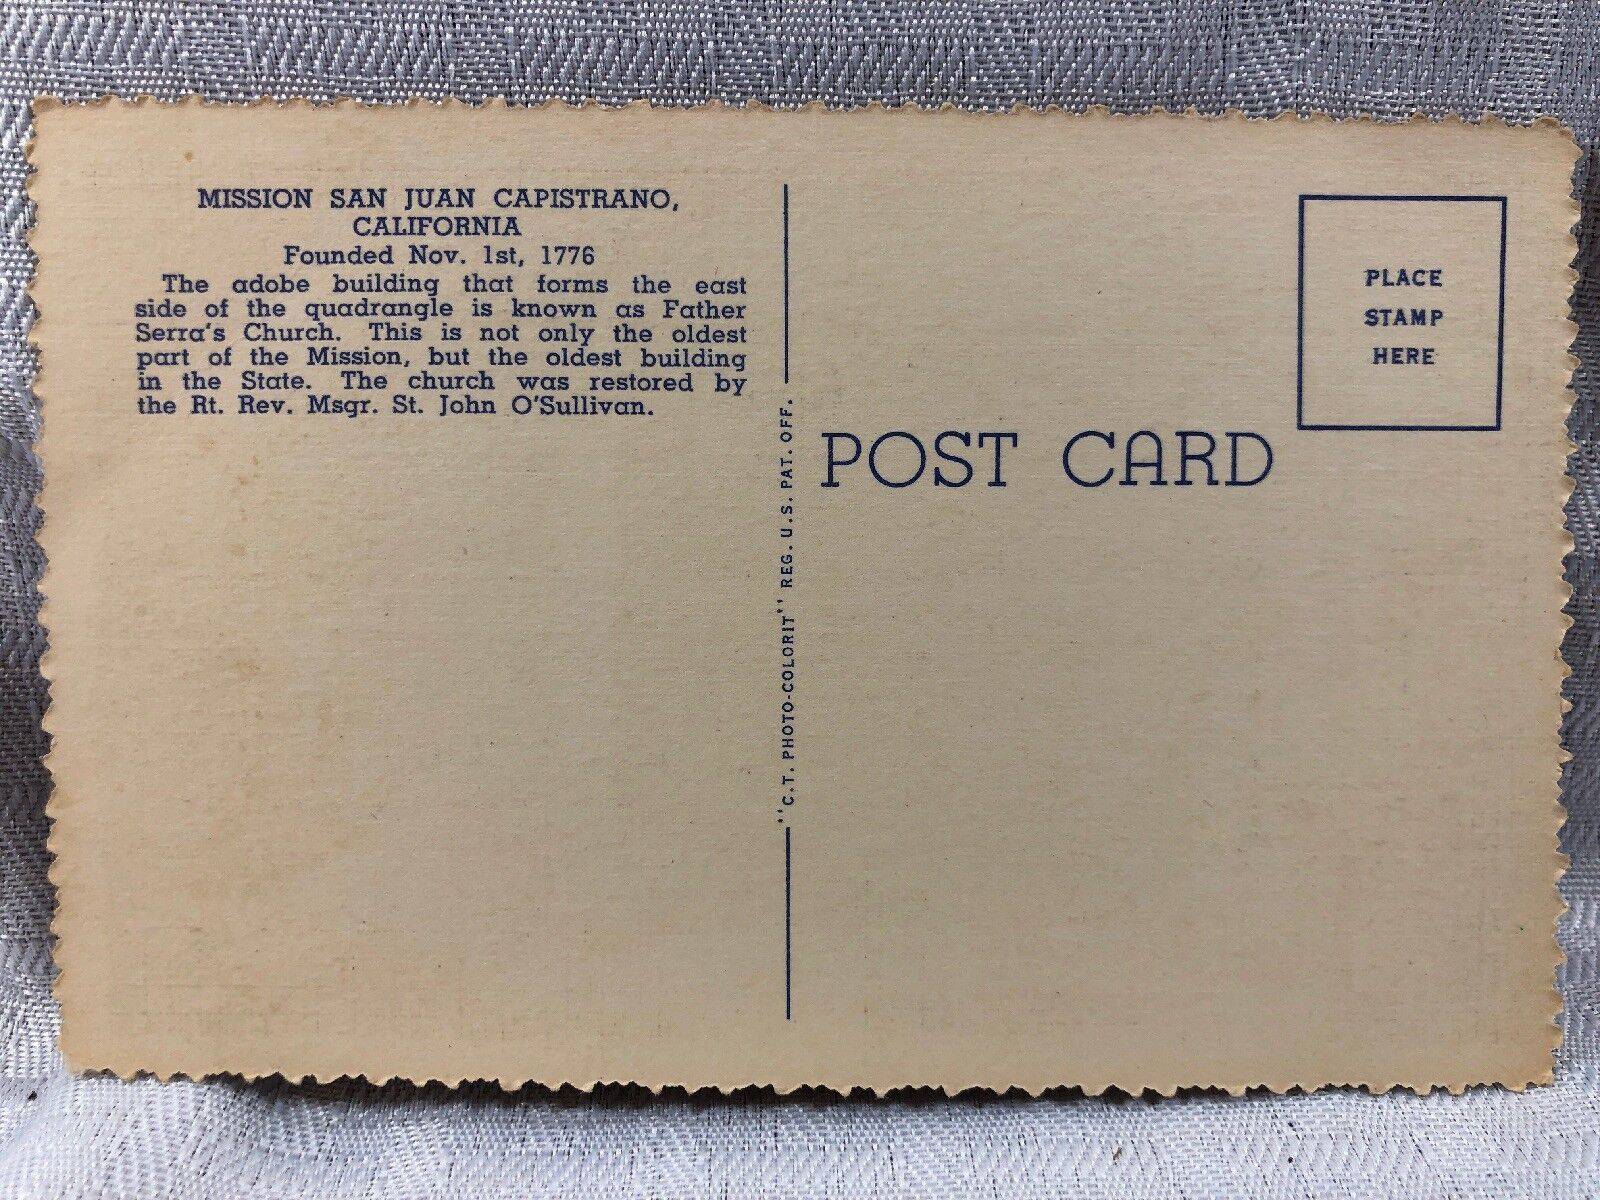 MISSION SAN JUAN CAPISTRANO,
CALIFORNIA
Founded Nov. 1st, 1776
The adobe building that forms the east
side of the quadrangle is known as Father
Serra's Church. This is not only the oldest
part of the Mission, but the oldest building
in the State. The church was restored by
the Rt. Rev. Msgr. St. John O'Sullivan.
"C.T. PHOTO-COLORIT" REG. U.S. PAT. OFF.
POST CARD
PLACE
STAMP
HERE